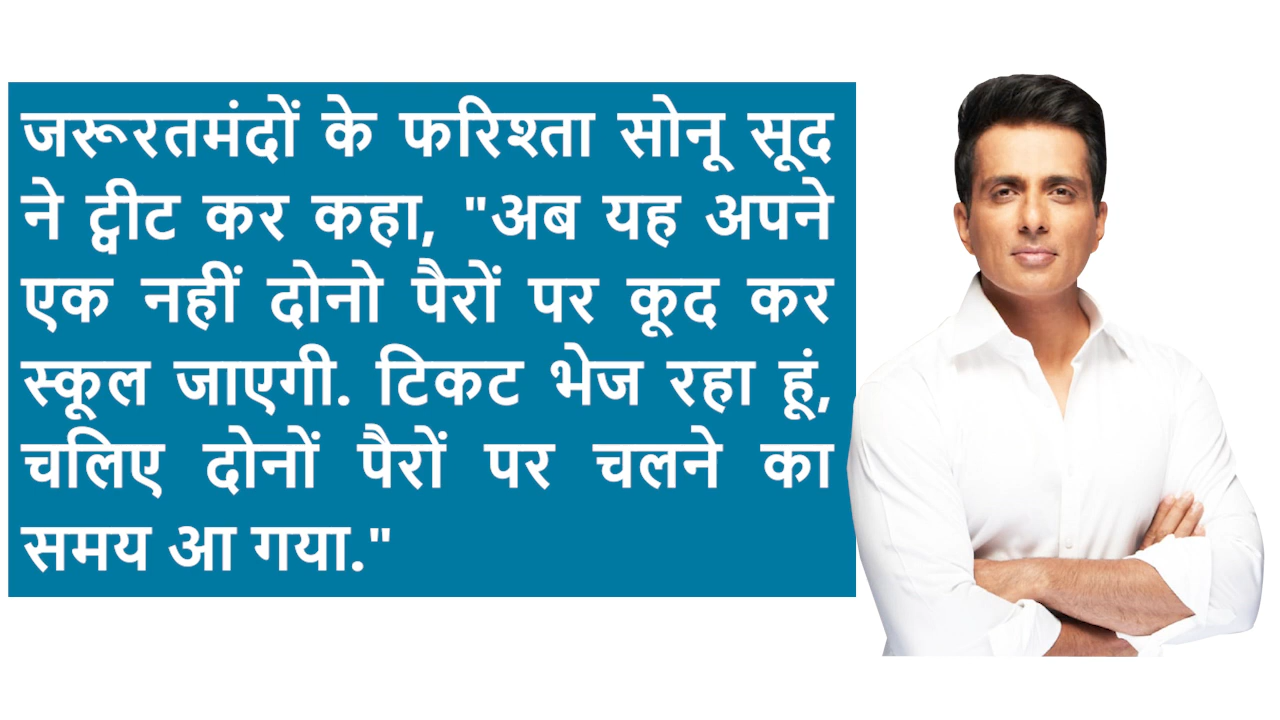 जरूरतमंदों के फरिश्ता सोनू सूद
ने ट्वीट कर कहा, "अब यह अपने
एक नहीं दोनो पैरों पर कूद कर
स्कूल जाएगी. टिकट भेज रहा हूं,
चलिए दोनों पैरों पर चलने का
समय आ गया."